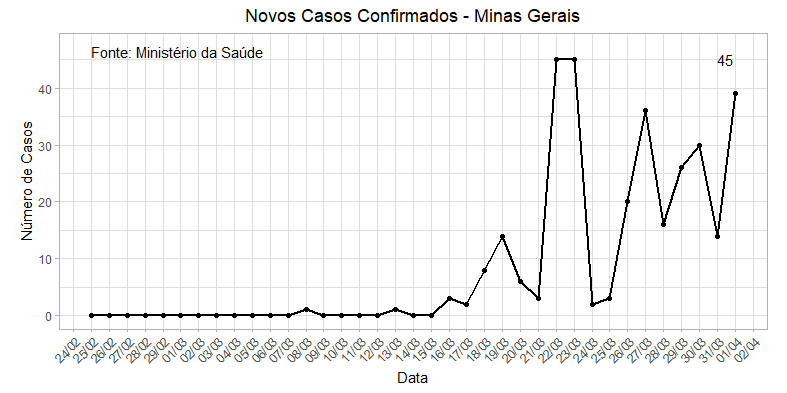 Novos Casos Confirmados - Minas Gerais
Fonte: Ministério da Saúde
45
Número de Casos
40
30
20
10
0
24/02 25/02 26/02 27/02 28/02 29/02 01/03 02/03 03/03 04/03 05/03 06/03 07/03 08/03 09/03 10/03 11/03 12/03 13/03 14/03 15/03 16/03 17/03 18/03 19/03 20/03 21/03 22/03 23/03 24/03 25/03 26/03 27/03 28/03 29/03 30/03 31/03 01/04 02/04
Data